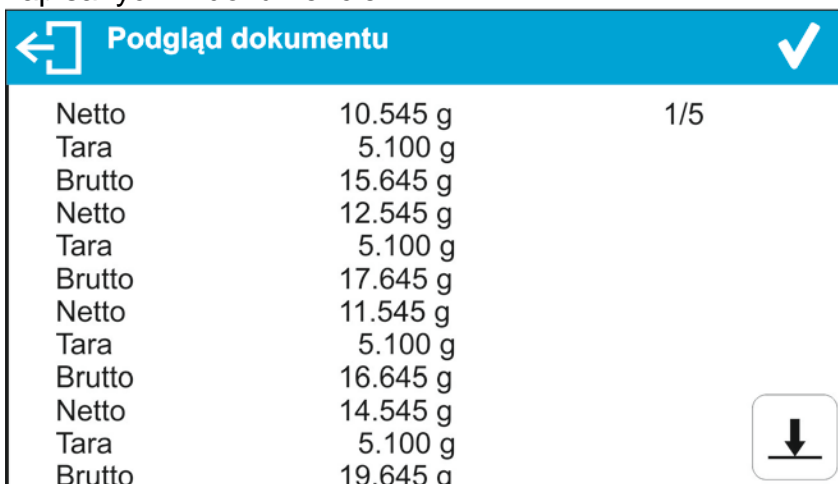 Podgląd dokumentu
Netto 10.545 g 1/5
Tara 5.100 g
Brutto 15.645 g
Netto 12.545 g
Tara 5.100 g
Brutto 17.645 g
Netto 11.545 g
Tara 5.100 g
Brutto 16.645 g
Netto 14.545 g
Tara 5.100 g
Brutto 19.645 g